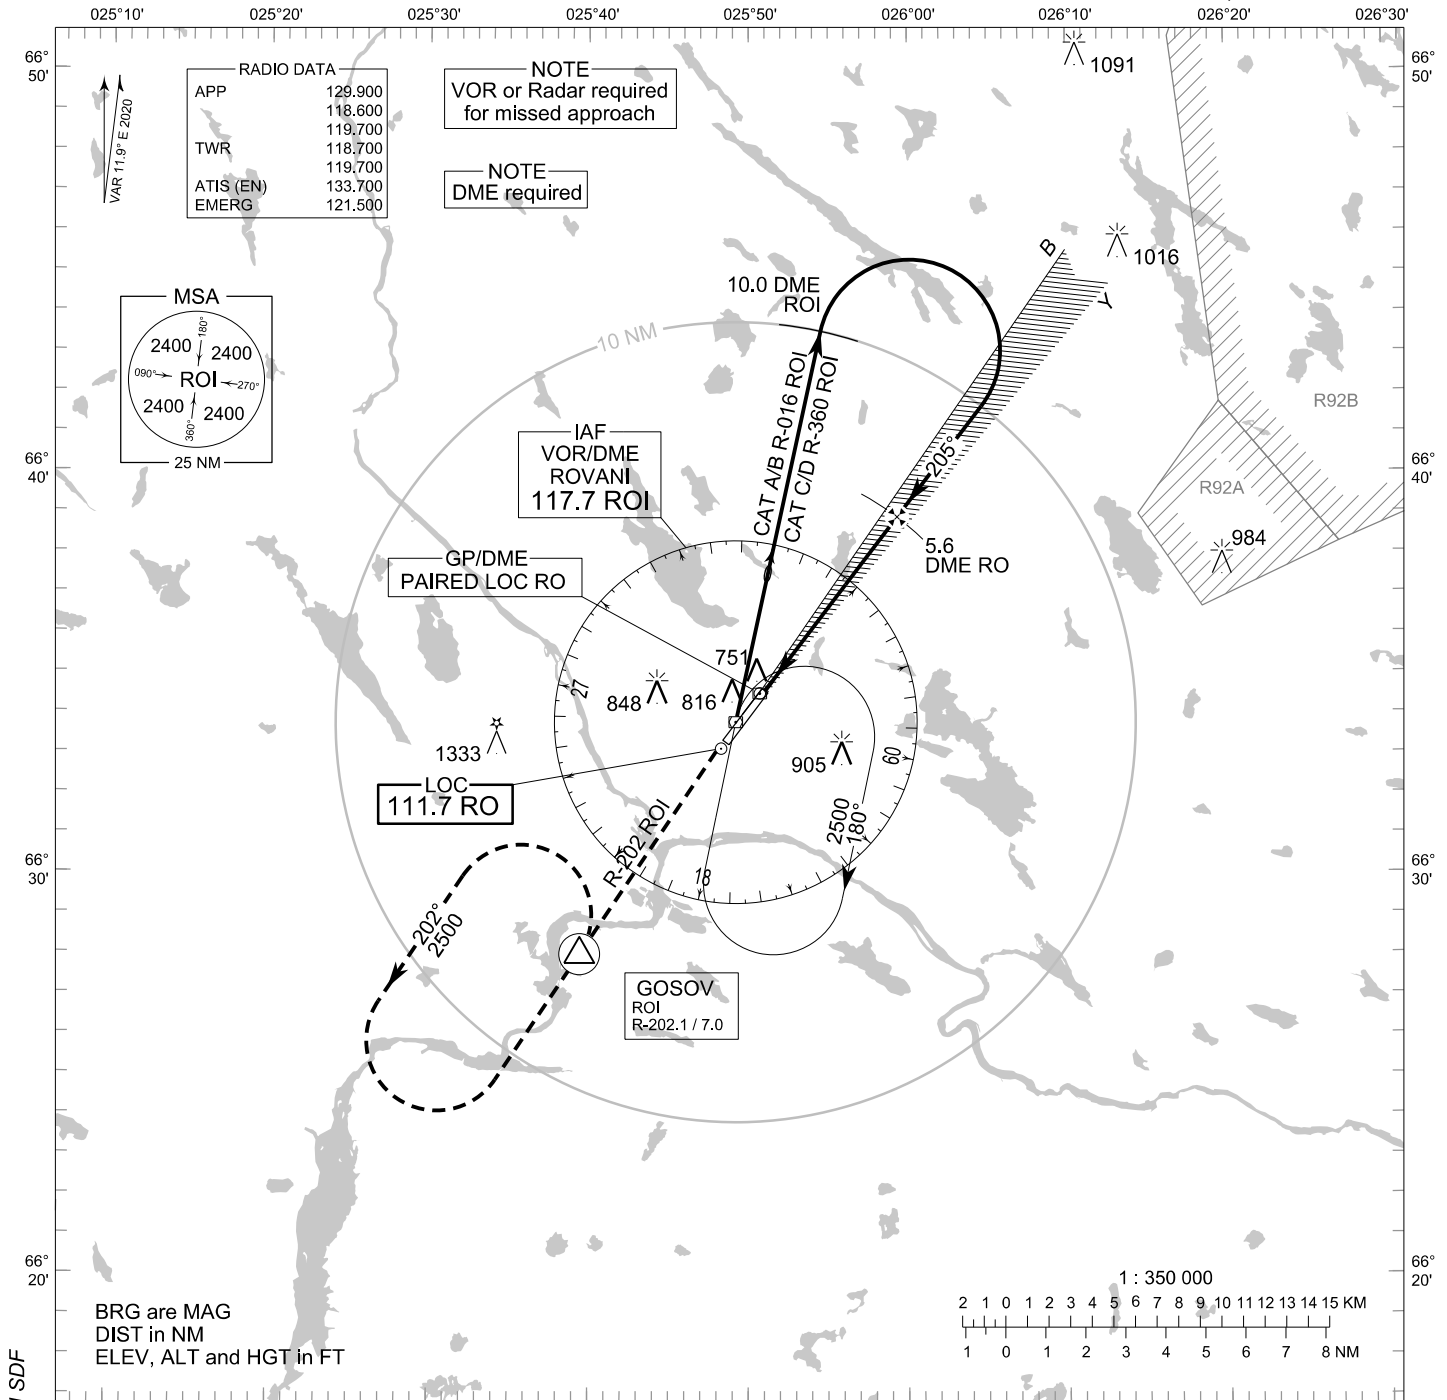 025°10' 025°20' 025°30' 025°40' 025°50' 026°00' 026°10' 026°20' 026°30'
66° 50'
66° 50'
VAR 11.9° E 2020
RADIO DATA
APP 129.900
118.600
119.700
TWR 118.700
119.700
ATIS (EN) 133.700
EMERG 121.500
NOTE
VOR or Radar required
for missed approach
NOTE
DME required
1091
1016
B
Y
MSA
180°
2400 2400
090° ROI 270°
2400 2400
360°
25 NM
10.0 DME
ROI
10 NM
CAT A/B R-016 ROI
CAT C/D R-360 ROI
205°
R92B
R92A
984
66° 40'
66° 40'
IAF
VOR/DME
ROVANI
117.7 ROI
GP/DME
PAIRED LOC RO
5.6
DME RO
751
27
848
816
1333
905
60
LOC
111.7 RO
2500
180°
R-202 ROI
18
66° 30'
66° 30'
202°
2500
GOSOV
ROI
R-202.1 / 7.0
66° 20'
66° 20'
1 : 350 000
2 1 0 1 2 3 4 5 6 7 8 9 10 11 12 13 14 15 KM
1 0 1 2 3 4 5 6 7 8 NM
BRG are MAG
DIST in NM
ELEV, ALT and HGT in FT
SDF